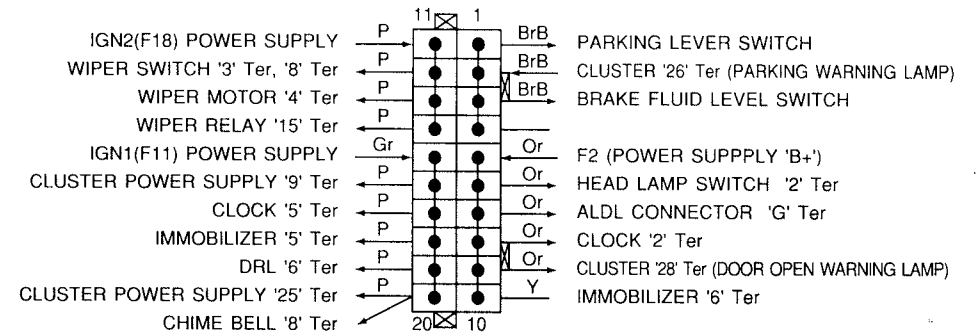 11 1
IGN2(F18) POWER SUPPLY P BrB PARKING LEVER SWITCH
WIPER SWITCH '3' Ter, '8' Ter P BrB CLUSTER '26' Ter (PARKING WARNING LAMP)
WIPER MOTOR '4' Ter P BrB BRAKE FLUID LEVEL SWITCH
WIPER RELAY '15' Ter P
IGN1(F11) POWER SUPPLY Gr Or F2 (POWER SUPPPLY 'B+')
CLUSTER POWER SUPPLY '9' Ter P Or HEAD LAMP SWITCH '2' Ter
CLOCK '5' Ter P Or ALDL CONNECTOR 'G' Ter
IMMOBILIZER '5' Ter P Or CLOCK '2' Ter
DRL '6' Ter P Or CLUSTER '28' Ter (DOOR OPEN WARNING LAMP)
CLUSTER POWER SUPPLY '25' Ter P Y IMMOBILIZER '6' Ter
CHIME BELL '8' Ter 20 10